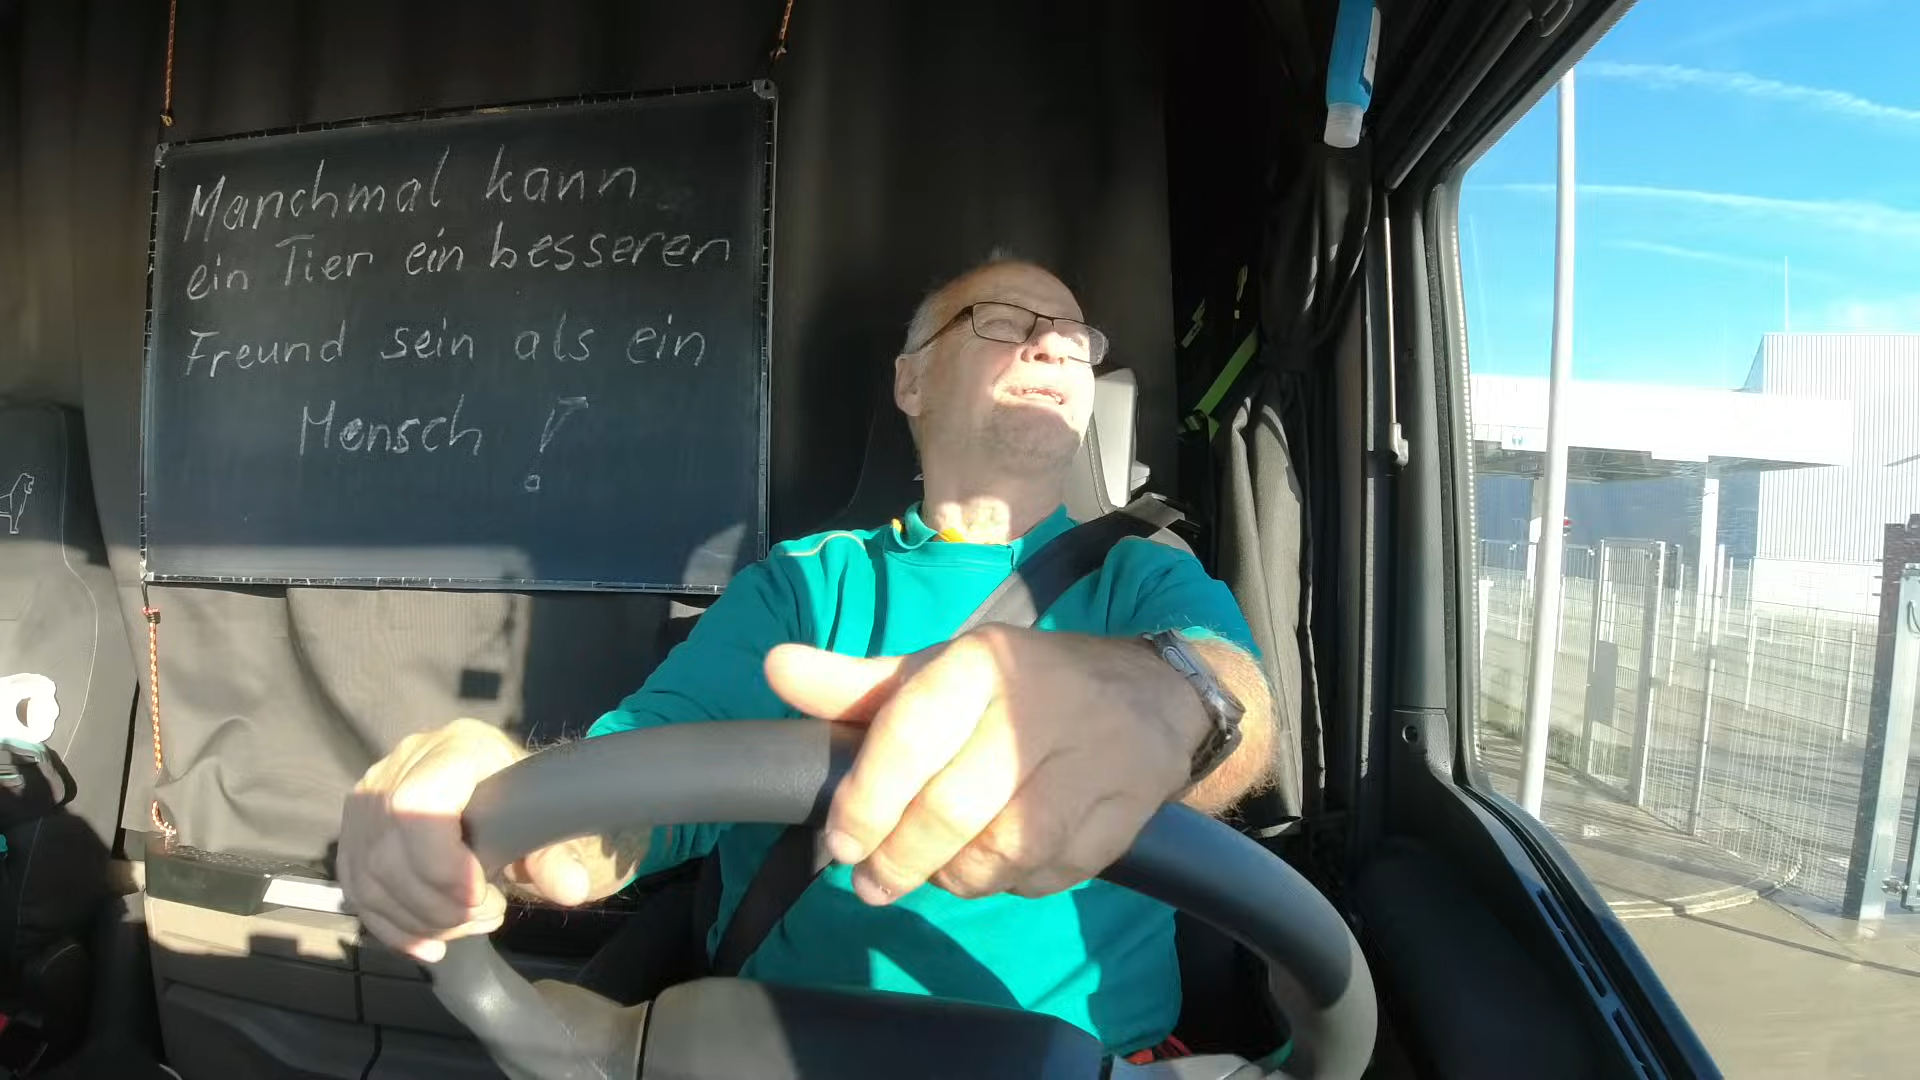 Manchmal kann
ein Tier ein besseren
Freund sein als ein
Mensch !